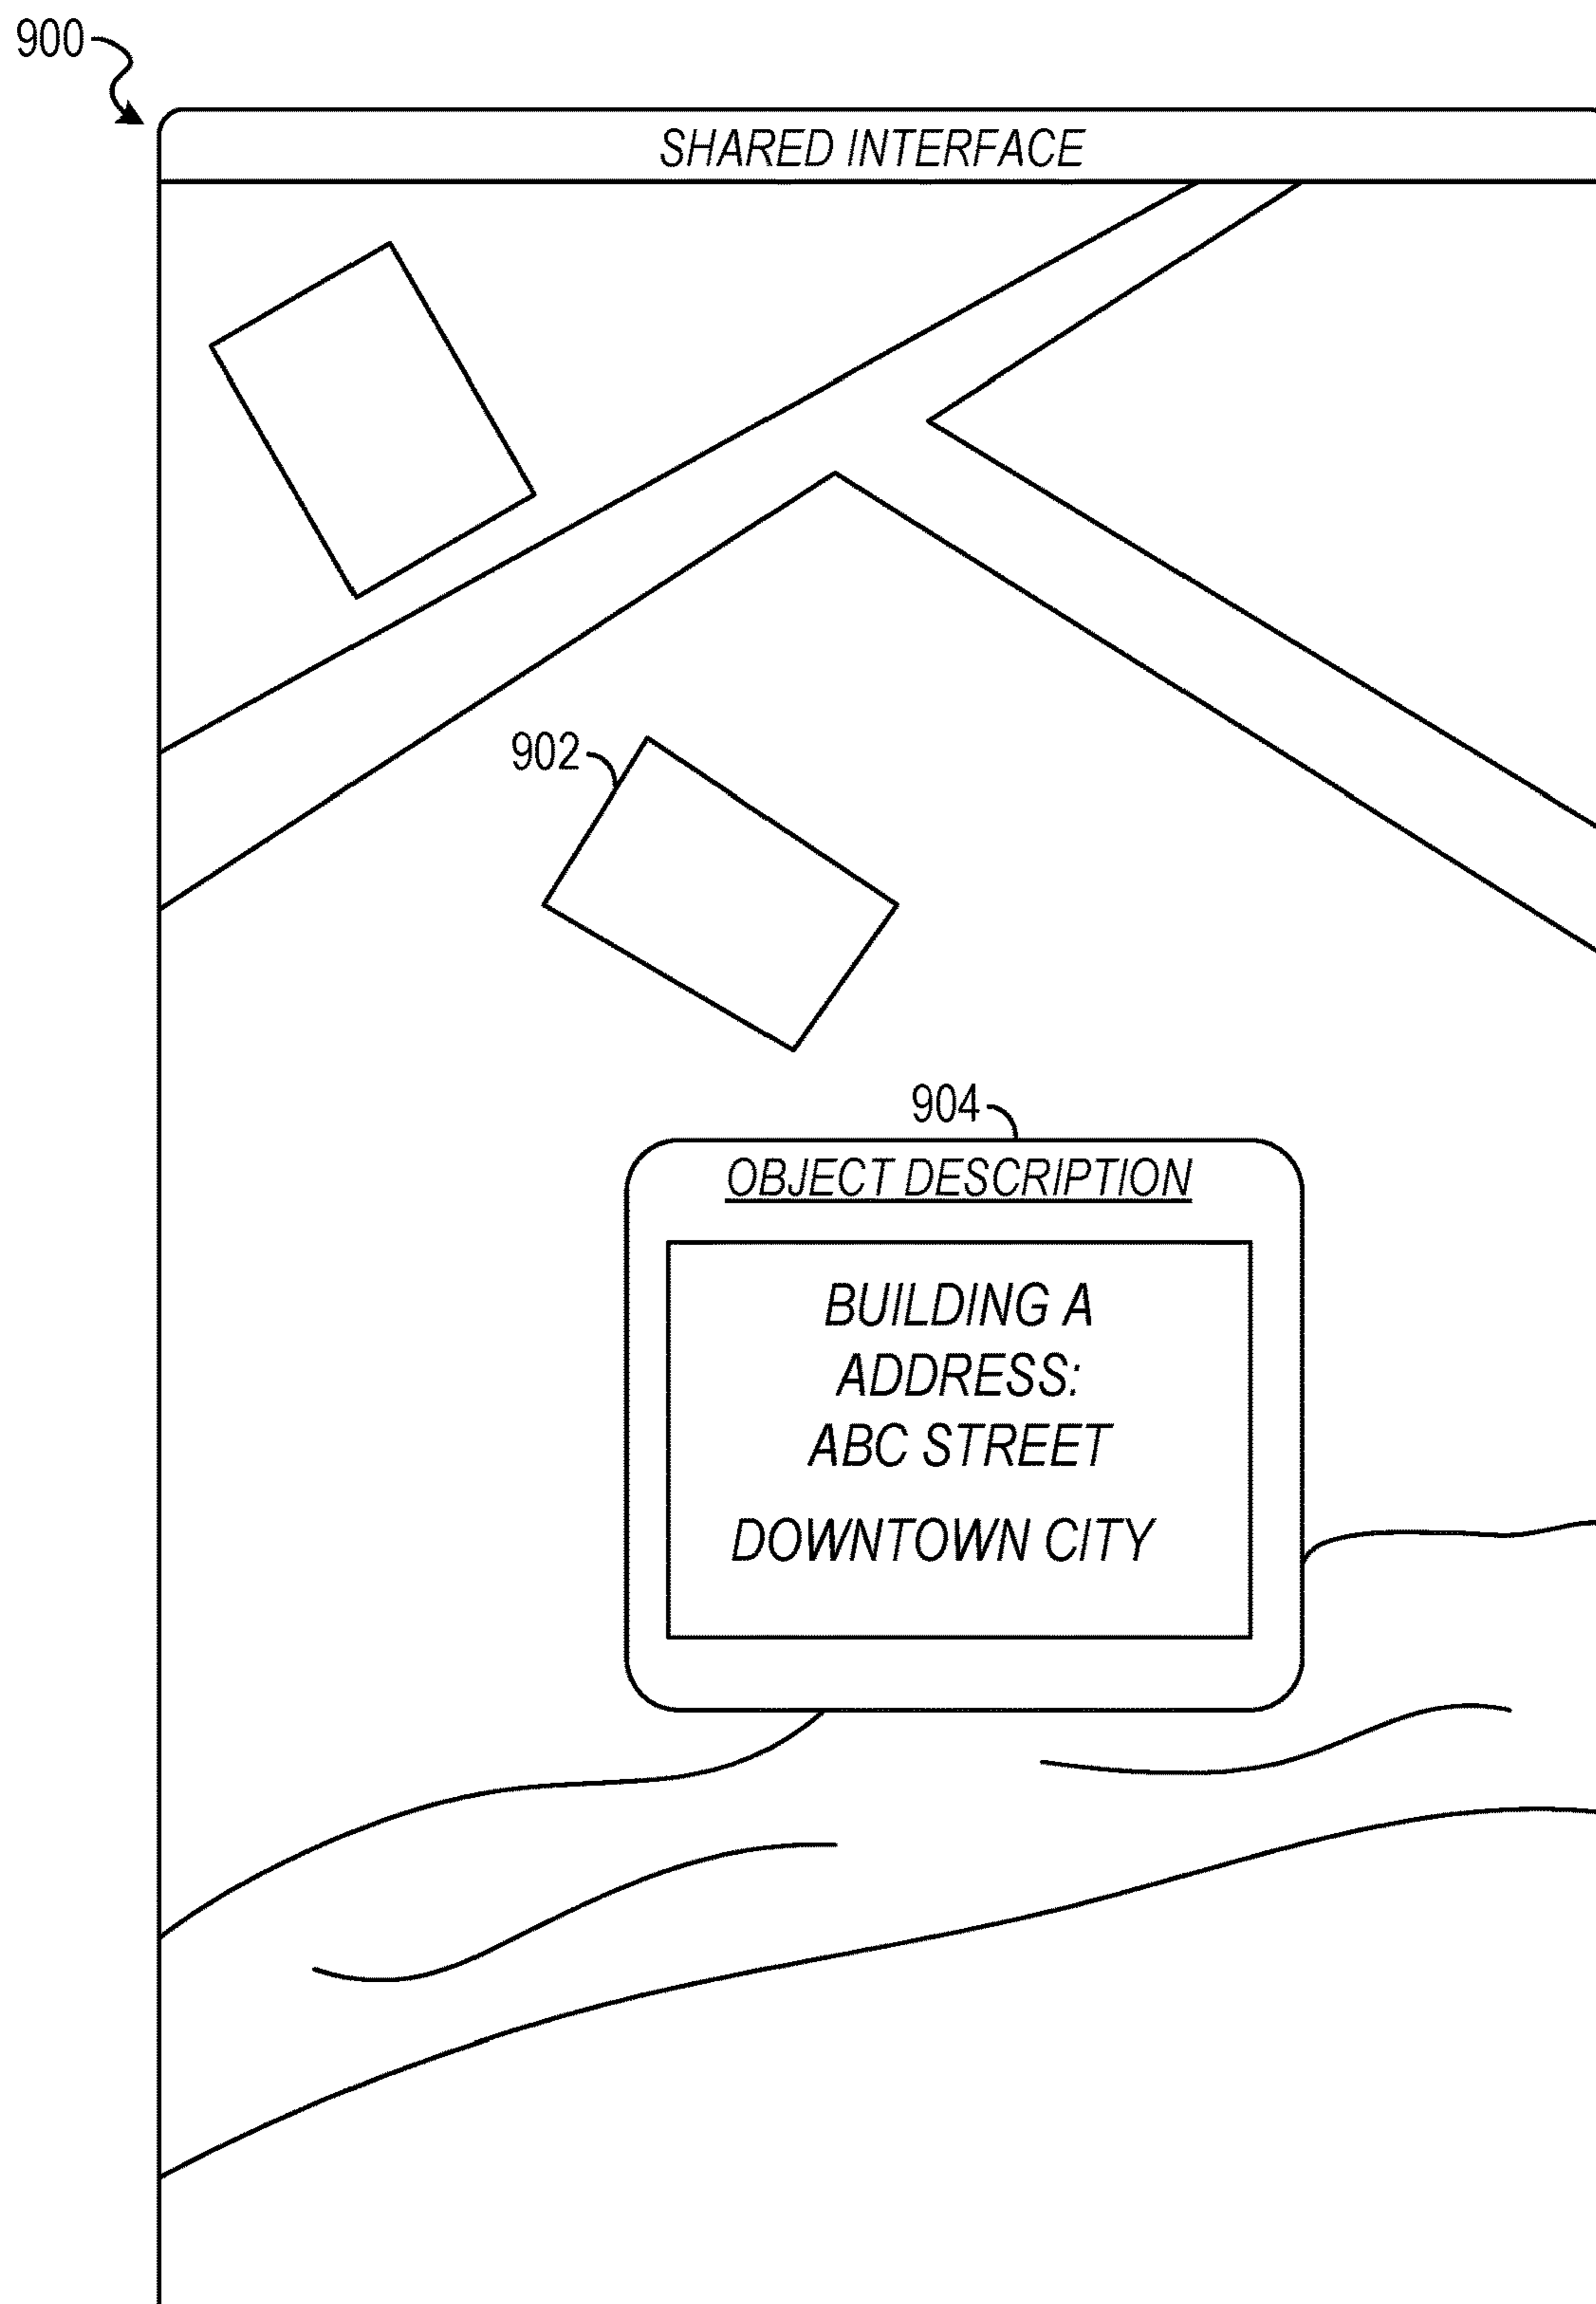 900
SHARED INTERFACE
902
904
OBJECT DESCRIPTION
BUILDING A
ADDRESS:
ABC STREET
DOWNTOWN CITY